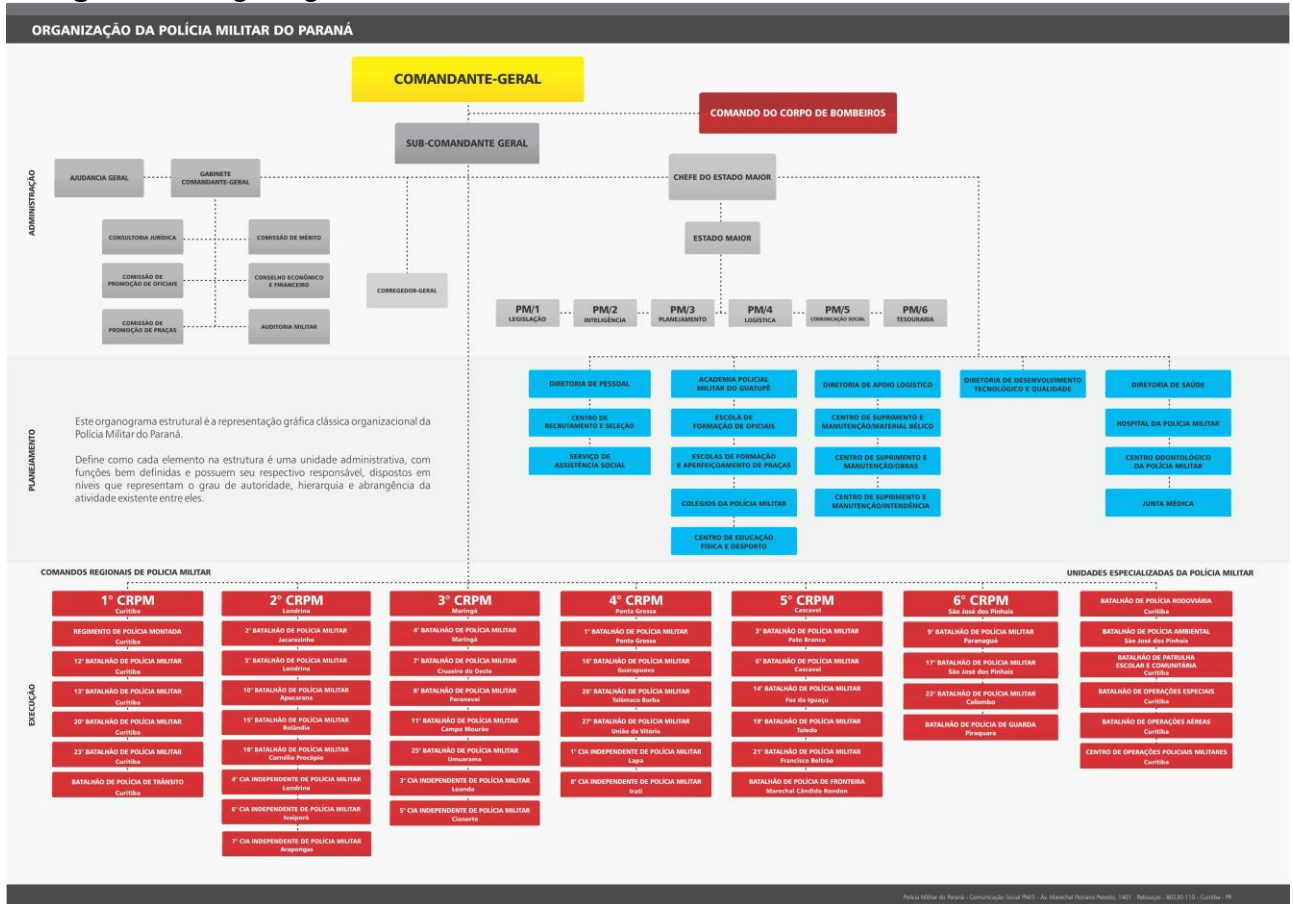 ORGANIZAÇÃO DA POLÍCIA MILITAR DO PARANÁ
COMANDANTE-GERAL
COMANDO DO CORPO DE BOMBEIROS
SUB-COMANDANTE GERAL
ADMINISTRAÇÃO
AJUDANCIA GERAL
GABINETE
COMANDANTE-GERAL
CHEFE DO ESTADO MAIOR
CONSULTORIA JURÍDICA
COMISSÃO DE MÉRITO
ESTADO MAIOR
COMISSÃO DE
PROMOÇÃO DE OFICIAIS
CONSELHO ECONÔMICO
E FINANCEIRO
CORREGEDOR-GERAL
COMISSÃO DE
PROMOÇÃO DE PRAÇAS
AUDITORIA MILITAR
PM/1
LEGISLAÇÃO
PM/2
INTELIGÊNCIA
PM/3
PLANEJAMENTO
PM/4
LOGÍSTICA
PM/5
COMUNICAÇÃO SOCIAL
PM/6
TESOURARIA
PLANEJAMENTO
Este organograma estrutural é a representação gráfica clássica organizacional da
Polícia Militar do Paraná.
Define como cada elemento na estrutura é uma unidade administrativa, com
funções bem definidas e possuem seu respectivo responsável, dispostos em
níveis que representam o grau de autoridade, hierarquia e abrangência da
atividade existente entre eles.
DIRETORIA DE PESSOAL
CENTRO DE
RECRUTAMENTO E SELEÇÃO
SERVIÇO DE
ASSISTÊNCIA SOCIAL
ACADEMIA POLICIAL
MILITAR DO GUATUPÊ
ESCOLA DE
FORMAÇÃO DE OFICIAIS
ESCOLAS DE FORMAÇÃO
E APERFEIÇOAMENTO DE PRAÇAS
COLÉGIOS DA POLÍCIA MILITAR
CENTRO DE EDUCAÇÃO
FÍSICA E DESPORTO
DIRETORIA DE APOIO LOGÍSTICO
CENTRO DE SUPRIMENTO E
MANUTENÇÃO/MATERIAL BÉLICO
CENTRO DE SUPRIMENTO E
MANUTENÇÃO/OBRAS
CENTRO DE SUPRIMENTO E
MANUTENÇÃO/INTENDÊNCIA
DIRETORIA DE DESENVOLVIMENTO
TECNOLÓGICO E QUALIDADE
DIRETORIA DE SAÚDE
HOSPITAL DA POLÍCIA MILITAR
CENTRO ODONTOLÓGICO
DA POLÍCIA MILITAR
JUNTA MÉDICA
COMANDOS REGIONAIS DE POLICIA MILITAR
UNIDADES ESPECIALIZADAS DA POLÍCIA MILITAR
EXECUÇÃO
1° CRPM
Curitiba
REGIMENTO DE POLÍCIA MONTADA
Curitiba
12° BATALHÃO DE POLÍCIA MILITAR
Curitiba
13° BATALHÃO DE POLÍCIA MILITAR
Curitiba
20° BATALHÃO DE POLÍCIA MILITAR
Curitiba
23° BATALHÃO DE POLÍCIA MILITAR
Curitiba
BATALHÃO DE POLÍCIA DE TRÂNSITO
Curitiba
2° CRPM
Londrina
2° BATALHÃO DE POLÍCIA MILITAR
Jacarezinho
5° BATALHÃO DE POLÍCIA MILITAR
Londrina
10° BATALHÃO DE POLÍCIA MILITAR
Apucarana
15° BATALHÃO DE POLÍCIA MILITAR
Rolândia
18° BATALHÃO DE POLÍCIA MILITAR
Cornélio Procópio
4° CIA INDEPENDENTE DE POLÍCIA MILITAR
Londrina
6° CIA INDEPENDENTE DE POLÍCIA MILITAR
Ivaiporã
7° CIA INDEPENDENTE DE POLÍCIA MILITAR
Arapongas
3° CRPM
Maringá
4° BATALHÃO DE POLÍCIA MILITAR
Maringá
7° BATALHÃO DE POLÍCIA MILITAR
Cruzeiro do Oeste
8° BATALHÃO DE POLÍCIA MILITAR
Paranavaí
11° BATALHÃO DE POLÍCIA MILITAR
Campo Mourão
25° BATALHÃO DE POLÍCIA MILITAR
Umuarama
3° CIA INDEPENDENTE DE POLÍCIA MILITAR
Loanda
5° CIA INDEPENDENTE DE POLÍCIA MILITAR
Cianorte
4° CRPM
Ponta Grossa
1° BATALHÃO DE POLÍCIA MILITAR
Ponta Grossa
16° BATALHÃO DE POLÍCIA MILITAR
Guarapuava
26° BATALHÃO DE POLÍCIA MILITAR
Telêmaco Borba
27° BATALHÃO DE POLÍCIA MILITAR
União da Vitória
1° CIA INDEPENDENTE DE POLÍCIA MILITAR
Lapa
8° CIA INDEPENDENTE DE POLÍCIA MILITAR
Irati
5° CRPM
Cascavel
3° BATALHÃO DE POLÍCIA MILITAR
Pato Branco
6° BATALHÃO DE POLÍCIA MILITAR
Cascavel
14° BATALHÃO DE POLÍCIA MILITAR
Foz do Iguaçu
19° BATALHÃO DE POLÍCIA MILITAR
Toledo
21° BATALHÃO DE POLÍCIA MILITAR
Francisco Beltrão
BATALHÃO DE POLÍCIA DE FRONTEIRA
Marechal Cândido Rondon
6° CRPM
São José dos Pinhais
9° BATALHÃO DE POLÍCIA MILITAR
Paranaguá
17° BATALHÃO DE POLÍCIA MILITAR
São José dos Pinhais
22° BATALHÃO DE POLÍCIA MILITAR
Colombo
BATALHÃO DE POLÍCIA DE GUARDA
Piraquara
BATALHÃO DE POLÍCIA RODOVIÁRIA
Curitiba
BATALHÃO DE POLÍCIA AMBIENTAL
São José dos Pinhais
BATALHÃO DE PATRULHA
ESCOLAR E COMUNITÁRIA
Curitiba
BATALHÃO DE OPERAÇÕES ESPECIAIS
Curitiba
BATALHÃO DE OPERAÇÕES AÉREAS
Curitiba
CENTRO DE OPERAÇÕES POLICIAIS MILITARES
Curitiba
Polícia Militar do Paraná - Comunicação Social PM/5 - Av. Marechal Floriano Peixoto, 1401 - Rebouças - 80230-110 - Curitiba - PR